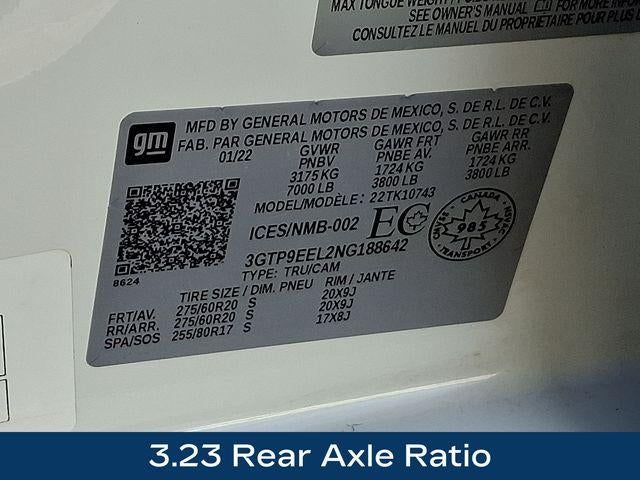 MAX TONGUE WEIGHT
SEE OWNER'S MANUAL FOR MORE
CONSULTEZ LE MANUEL DU PROPRIETAIRE POUR PLUS
gm
MFD BY GENERAL MOTORS DE MEXICO, S. DE R.L. DE C.V.
FAB. PAR GENERAL MOTORS DE MEXICO, S. DE R.L. DE C.V.
01/22 GVWR GAWR FRT GAWR RR
PNBV PNBE AV. PNBE ARR.
3175 KG 1724 KG 1724 KG
7000 LB 3800 LB 3800 LB
MODEL/MODÈLE: 22TK10743
ICES/NMB-002 EC
CANADA
985
TRANSPORT
3GTP9EEL2NG188642
8624
TYPE: TRU/CAM
TIRE SIZE / DIM. PNEU RIM / JANTE
FRT/AV. 275/60R20 S 20X9J
RR/ARR. 275/60R20 S 20X9J
SPA/SOS 255/80R17 S 17X8J
3.23 Rear Axle Ratio